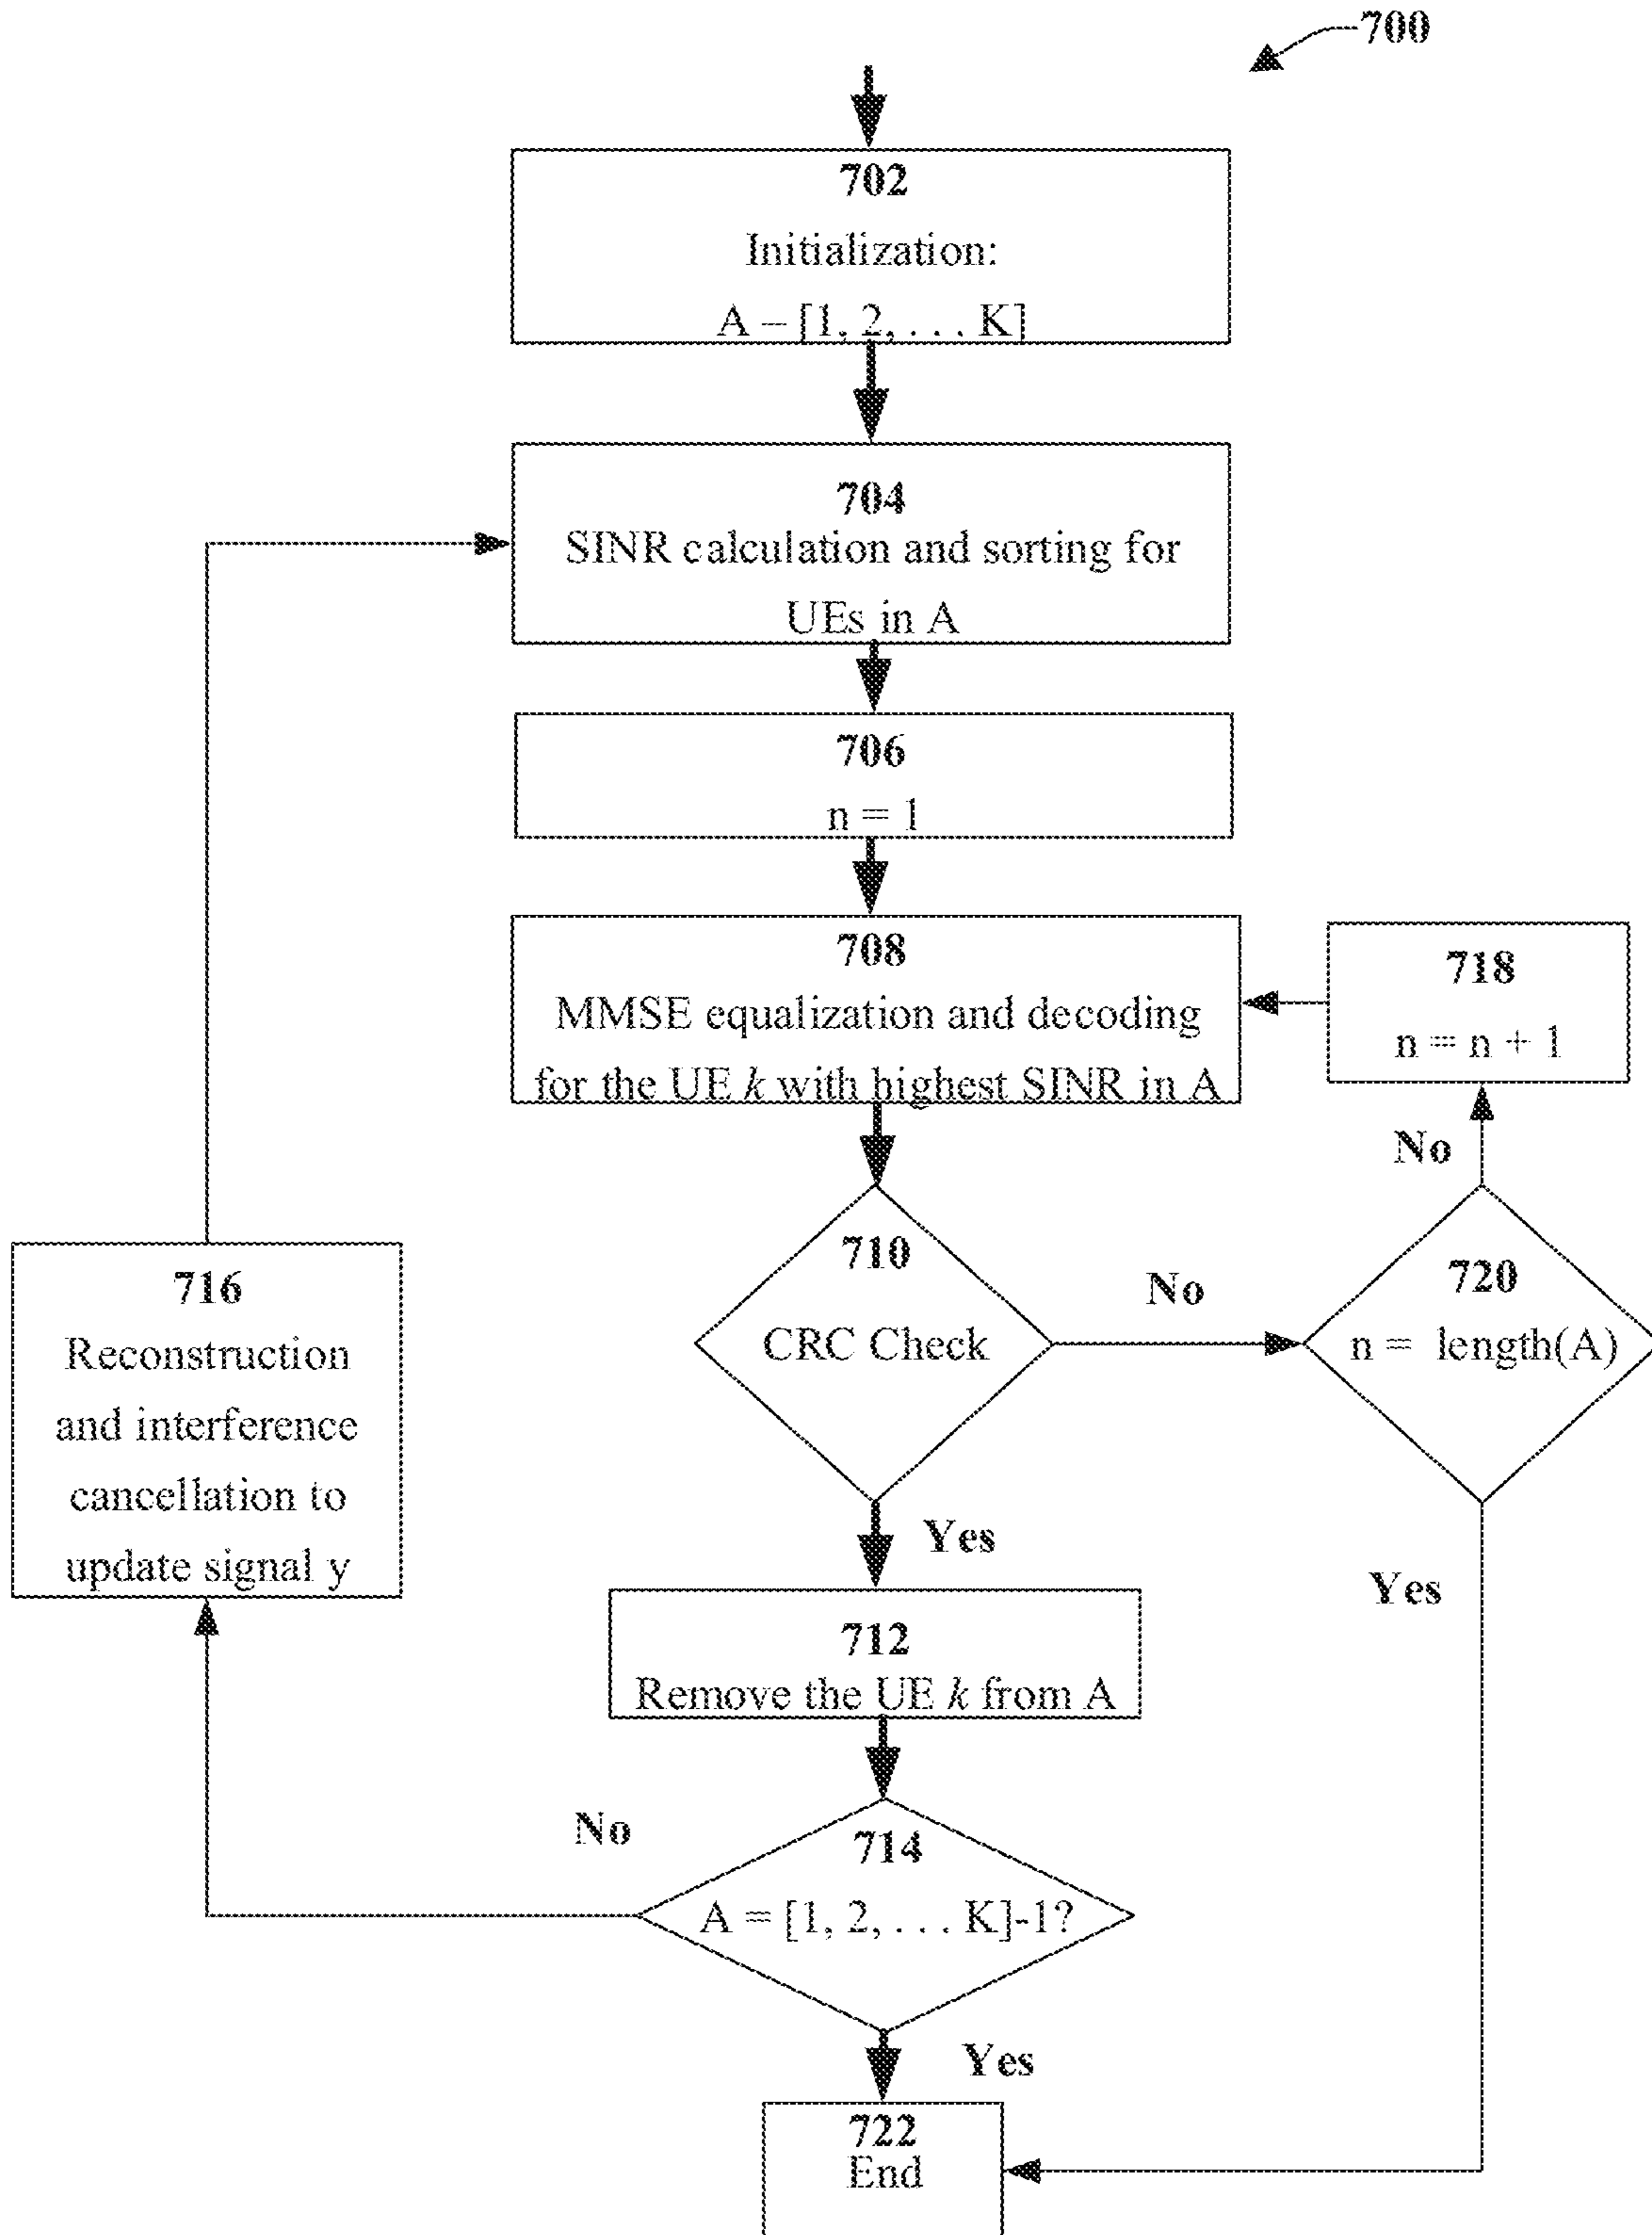 700
702
Initialization:
A = [1, 2, . . . K]
704
SINR calculation and sorting for
UEs in A
706
n = 1
708
MMSE equalization and decoding
for the UE k with highest SINR in A
718
n = n + 1
No
710
CRC Check
No
720
n = length(A)
716
Reconstruction
and interference
cancellation to
update signal y
Yes
Yes
712
Remove the UE k from A
No
714
A = [1, 2, . . . K]-1?
Yes
722
End